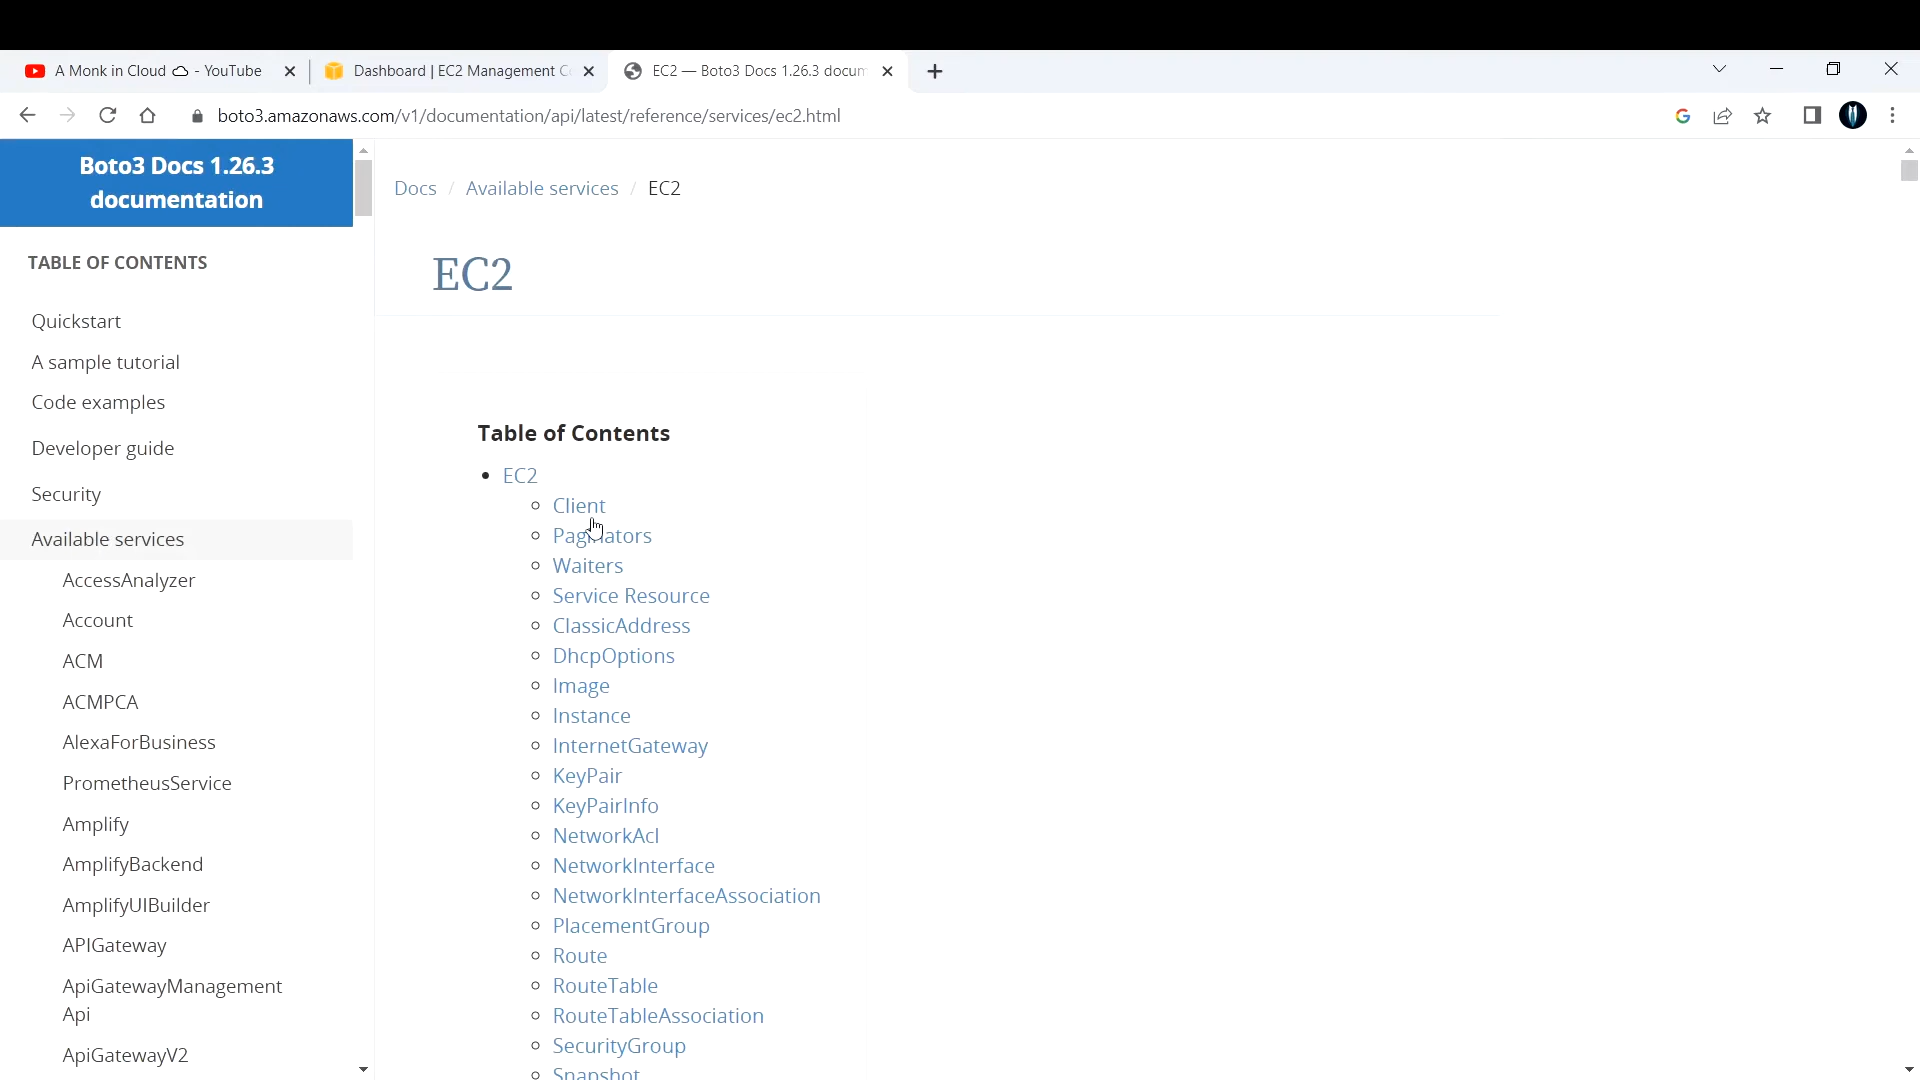 A Monk in Cloud - YouTube
Dashboard | EC2 Management C
EC2 — Boto3 Docs 1.26.3 docum
boto3.amazonaws.com/v1/documentation/api/latest/reference/services/ec2.html
Boto3 Docs 1.26.3
documentation
TABLE OF CONTENTS
Quickstart
A sample tutorial
Code examples
Developer guide
Security
Available services
AccessAnalyzer
Account
ACM
ACMPCA
AlexaForBusiness
PrometheusService
Amplify
AmplifyBackend
AmplifyUIBuilder
APIGateway
ApiGatewayManagement
Api
ApiGatewayV2
Docs / Available services / EC2
EC2
Table of Contents
EC2
Client
Paginators
Waiters
Service Resource
ClassicAddress
DhcpOptions
Image
Instance
InternetGateway
KeyPair
KeyPairInfo
NetworkAcl
NetworkInterface
NetworkInterfaceAssociation
PlacementGroup
Route
RouteTable
RouteTableAssociation
SecurityGroup
Snapshot